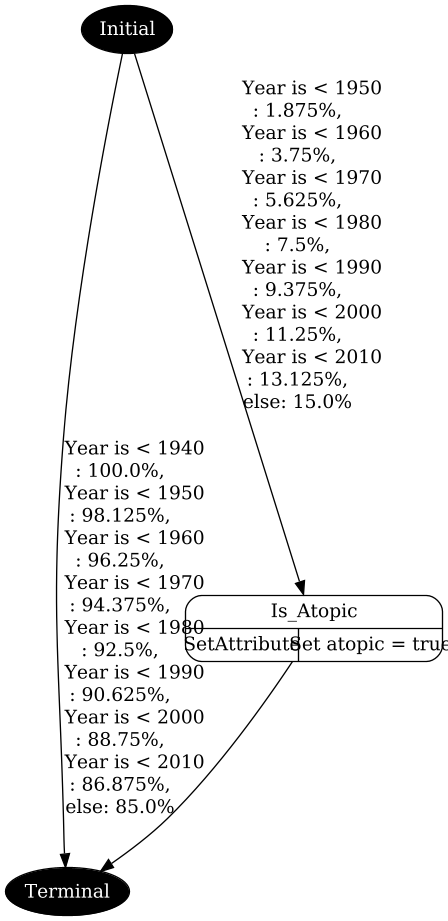 Initial
Year is < 1950
: 1.875%,
Year is < 1960
: 3.75%,
Year is < 1970
: 5.625%,
Year is < 1980
: 7.5%,
Year is < 1990
: 9.375%,
Year is < 2000
: 11.25%,
Year is < 2010
: 13.125%,
else: 15.0%
Year is < 1940
: 100.0%,
Year is < 1950
: 98.125%,
Year is < 1960
: 96.25%,
Year is < 1970
: 94.375%,
Year is < 1980
: 92.5%,
Year is < 1990
: 90.625%,
Year is < 2000
: 88.75%,
Year is < 2010
: 86.875%,
else: 85.0%
Is_Atopic
SetAttribute
Set atopic = true
Terminal